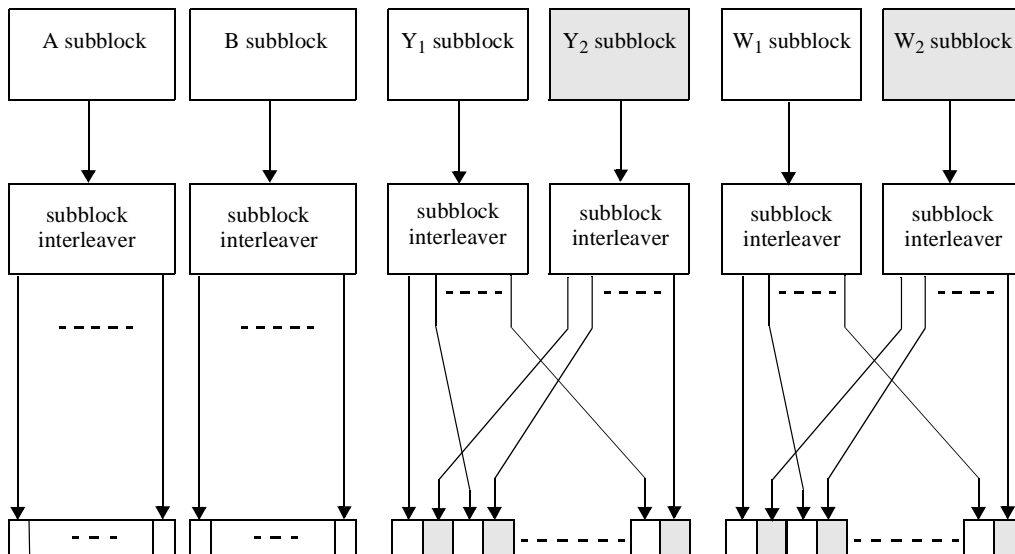 A subblock
B subblock
Y₁ subblock
Y₂ subblock
W₁ subblock
W₂ subblock
subblock
interleaver
subblock
interleaver
subblock
interleaver
subblock
interleaver
subblock
interleaver
subblock
interleaver